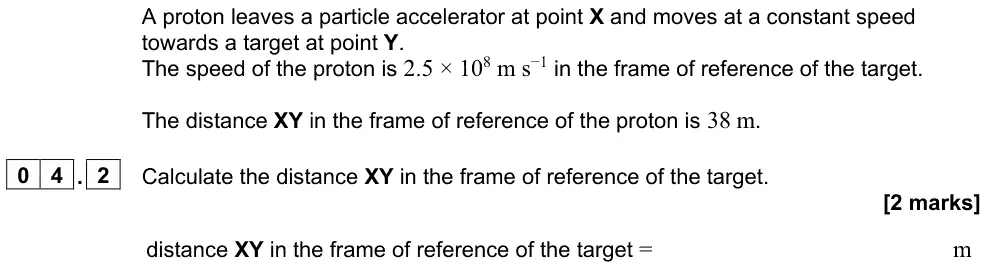 A proton leaves a particle accelerator at point X and moves at a constant speed
towards a target at point Y.
The speed of the proton is 2.5 × 10⁸ m s⁻¹ in the frame of reference of the target.
The distance XY in the frame of reference of the proton is 38 m.
0 4 . 2 Calculate the distance XY in the frame of reference of the target.
[2 marks]
distance XY in the frame of reference of the target = m